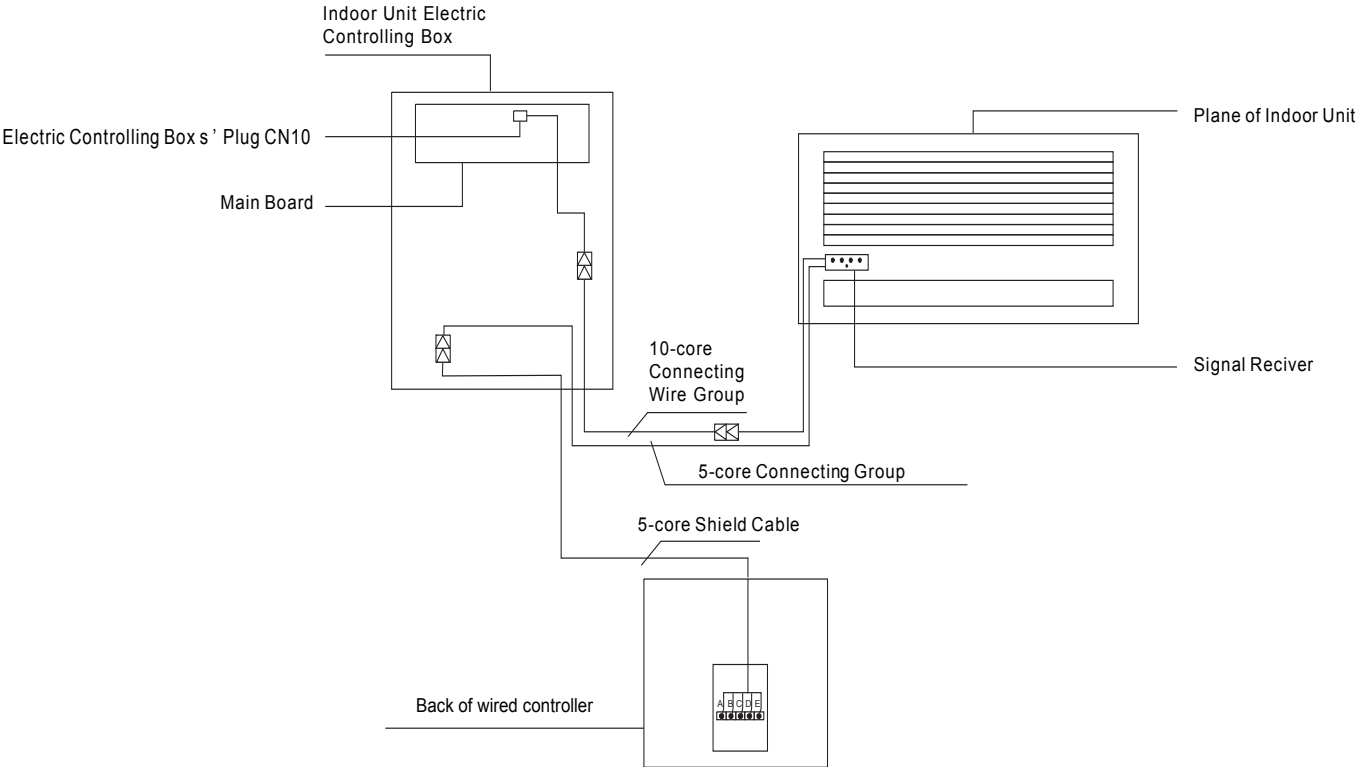 Indoor Unit Electric
Controlling Box
Electric Controlling Box s ’ Plug CN10
Plane of Indoor Unit
Main Board
10-core
Connecting
Wire Group
Signal Reciver
5-core Connecting Group
5-core Shield Cable
Back of wired controller
A B C D E